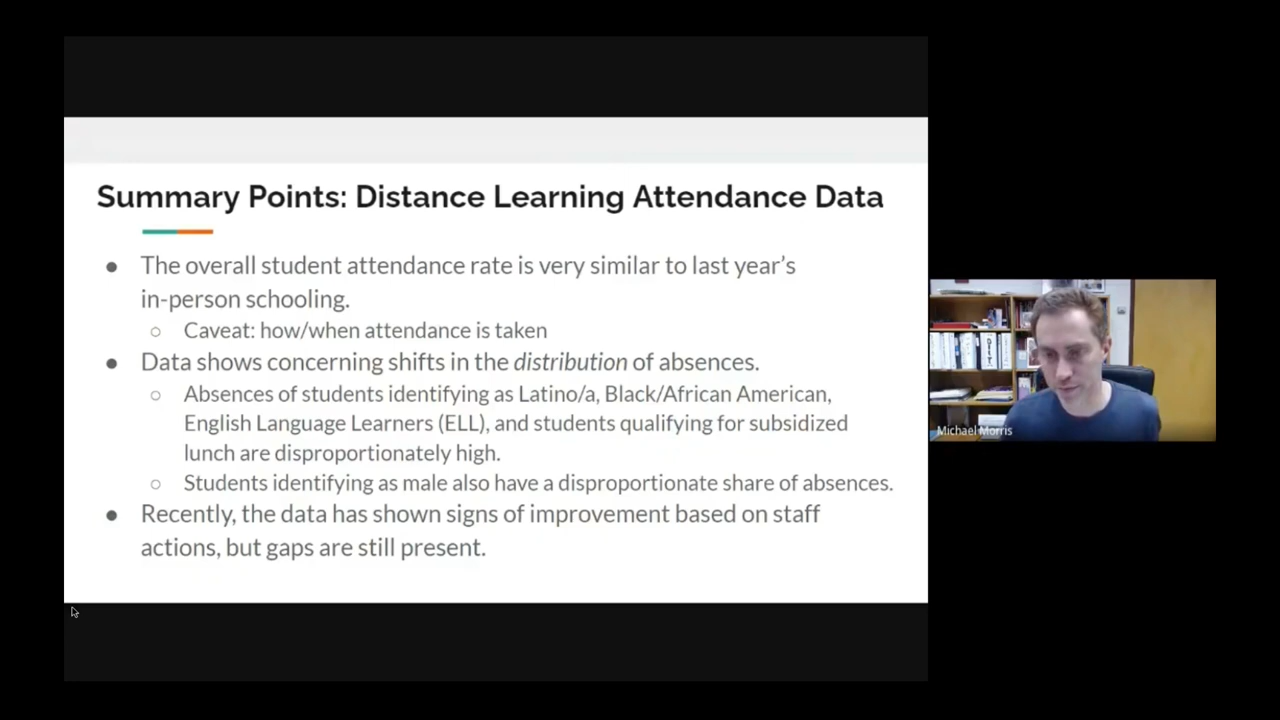 Summary Points: Distance Learning Attendance Data
● The overall student attendance rate is very similar to last year's
in-person schooling.
○ Caveat: how/when attendance is taken
● Data shows concerning shifts in the distribution of absences.
○ Absences of students identifying as Latino/a, Black/African American,
English Language Learners (ELL), and students qualifying for subsidized
lunch are disproportionately high.
○ Students identifying as male also have a disproportionate share of absences.
● Recently, the data has shown signs of improvement based on staff
actions, but gaps are still present.
Michael Morris